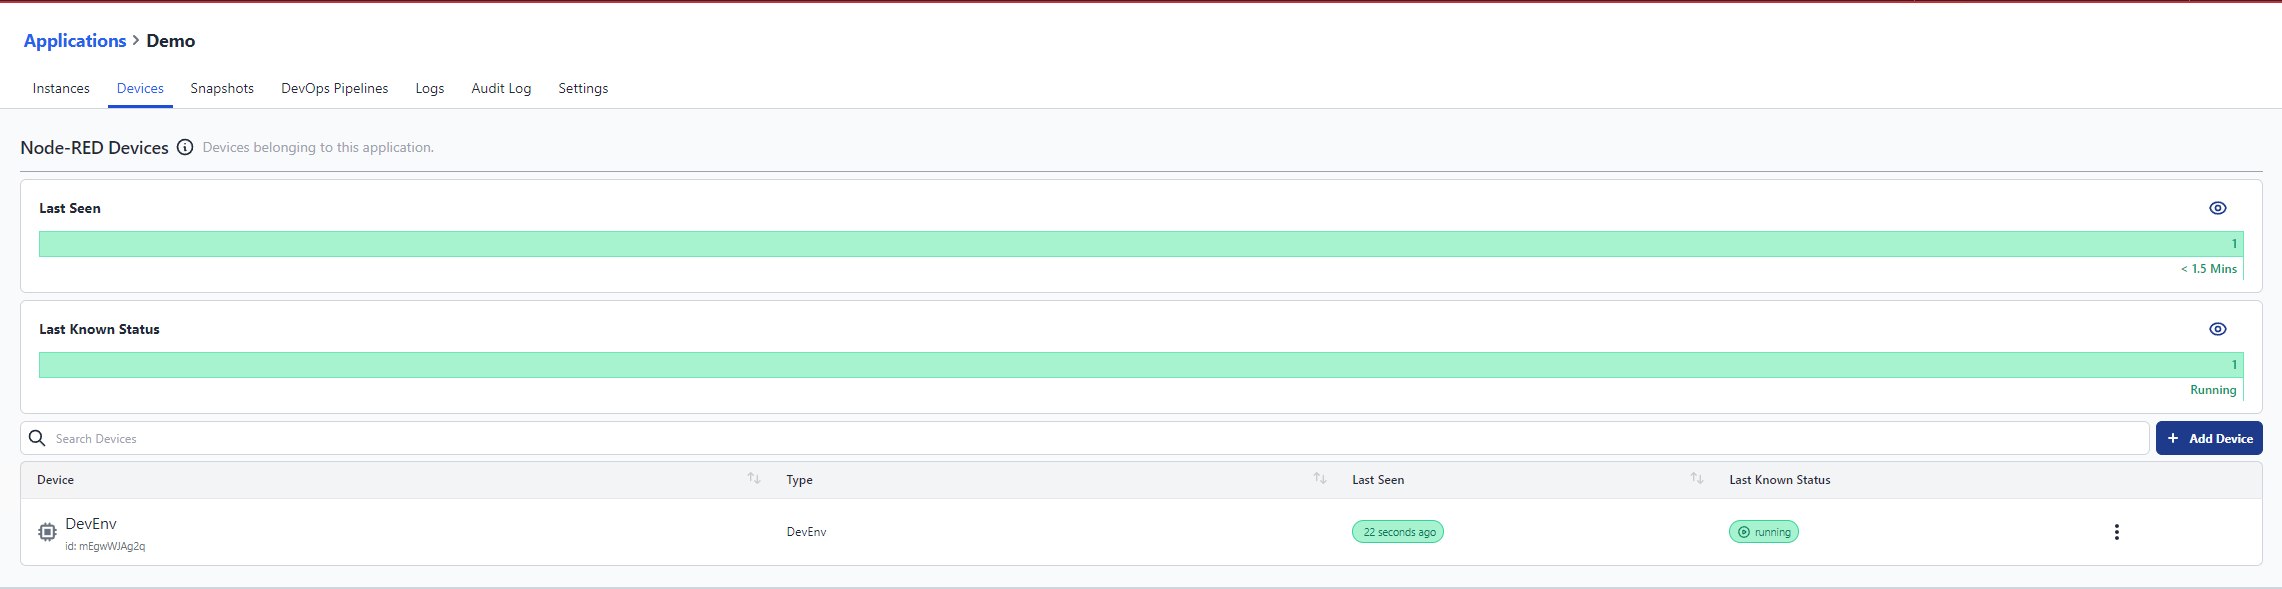 Applications > Demo
Instances Devices Snapshots DevOps Pipelines Logs Audit Log Settings
Node-RED Devices Devices belonging to this application.
Last Seen
1
< 1.5 Mins
Last Known Status
1
Running
Search Devices
+ Add Device
Device Type Last Seen Last Known Status
DevEnv
id: mEgwWJAg2q
DevEnv 22 seconds ago running